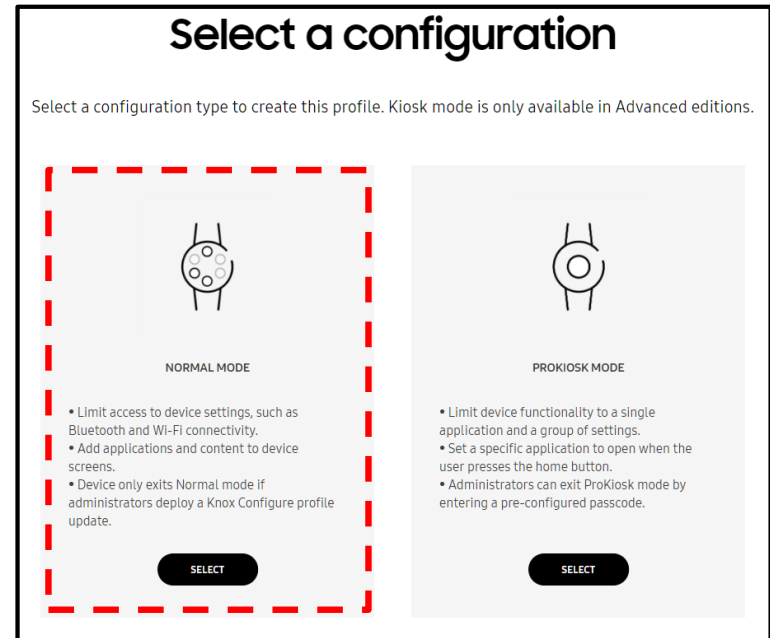 Select a configuration
Select a configuration type to create this profile. Kiosk mode is only available in Advanced editions.
NORMAL MODE
• Limit access to device settings, such as
Bluetooth and Wi-Fi connectivity.
• Add applications and content to device
screens.
• Device only exits Normal mode if
administrators deploy a Knox Configure profile
update.
SELECT
PROKIOSK MODE
• Limit device functionality to a single
application and a group of settings.
• Set a specific application to open when the
user presses the home button.
• Administrators can exit ProKiosk mode by
entering a pre-configured passcode.
SELECT